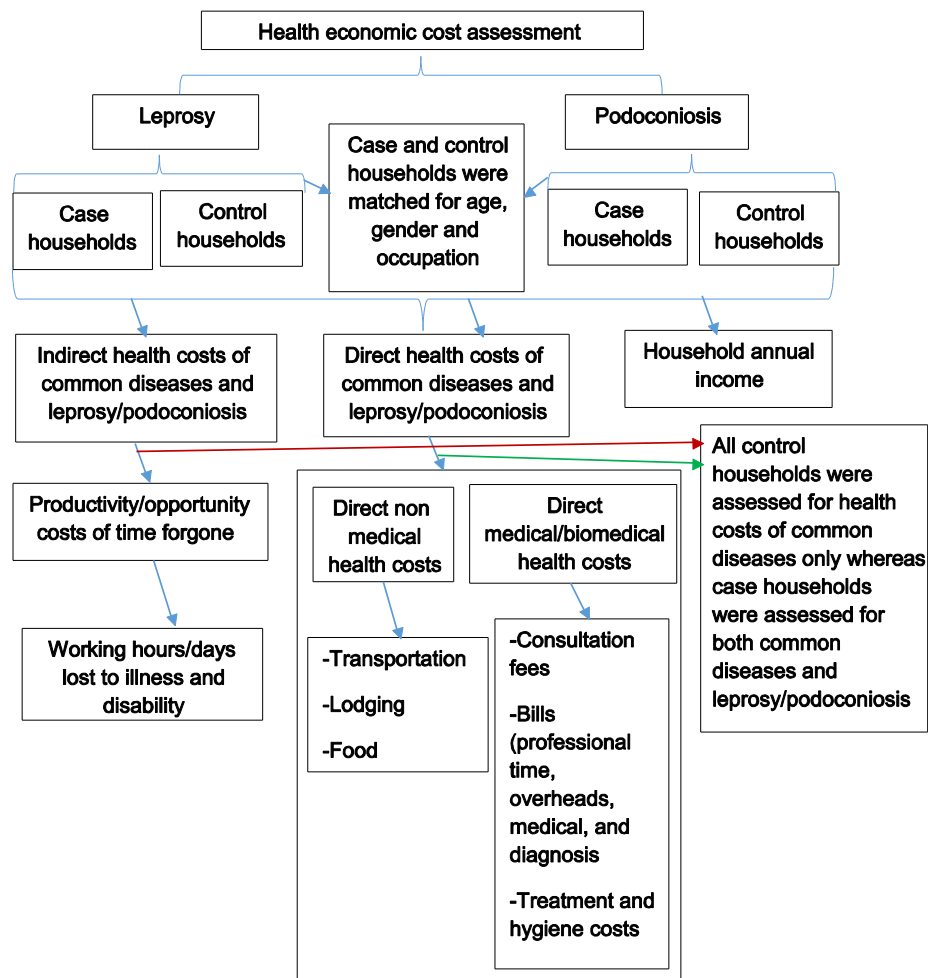 Health economic cost assessment
Leprosy
Podoconiosis
Case and control
households were
matched for age,
gender and
occupation
Case
households
Control
households
Case
households
Control
households
Indirect health costs of
common diseases and
leprosy/podoconiosis
Direct health costs of
common diseases and
leprosy/podoconiosis
Household annual
income
All control
households were
assessed for health
costs of common
diseases only whereas
case households
were assessed for
both common
diseases and
leprosy/podoconiosis
Productivity/opportunity
costs of time forgone
Direct non
medical
health costs
Direct
medical/biomedical
health costs
Working hours/days
lost to illness and
disability
-Transportation
-Lodging
-Food
-Consultation
fees
-Bills
(professional
time,
overheads,
medical, and
diagnosis
-Treatment and
hygiene costs